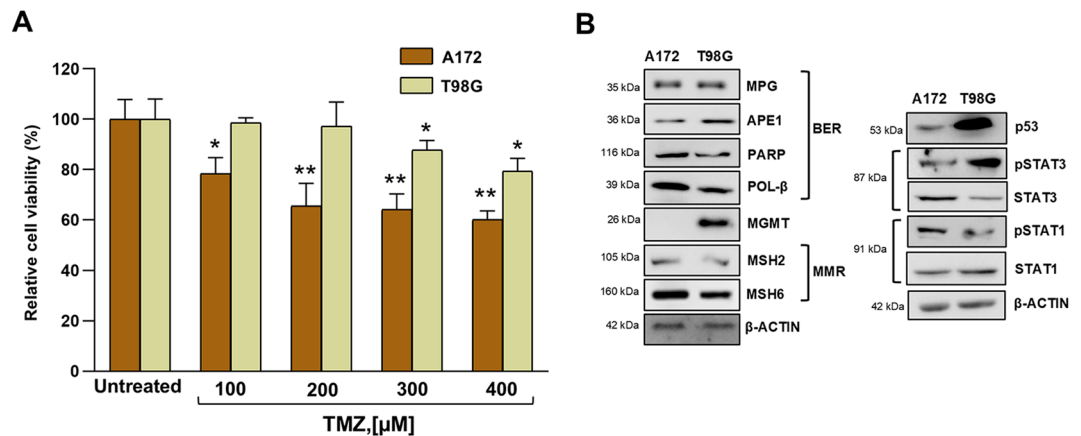 A
A172
T98G
120
100
80
60
40
20
0
Relative cell viability (%)
* ** ** ** * *
Untreated 100 200 300 400
TMZ,[µM]
B
A172 T98G
35 kDa MPG
36 kDa APE1
116 kDa PARP
39 kDa POL-β
BER
26 kDa MGMT
105 kDa MSH2
160 kDa MSH6
MMR
42 kDa β-ACTIN
A172 T98G
53 kDa p53
pSTAT3
87 kDa
STAT3
pSTAT1
91 kDa
STAT1
42 kDa β-ACTIN